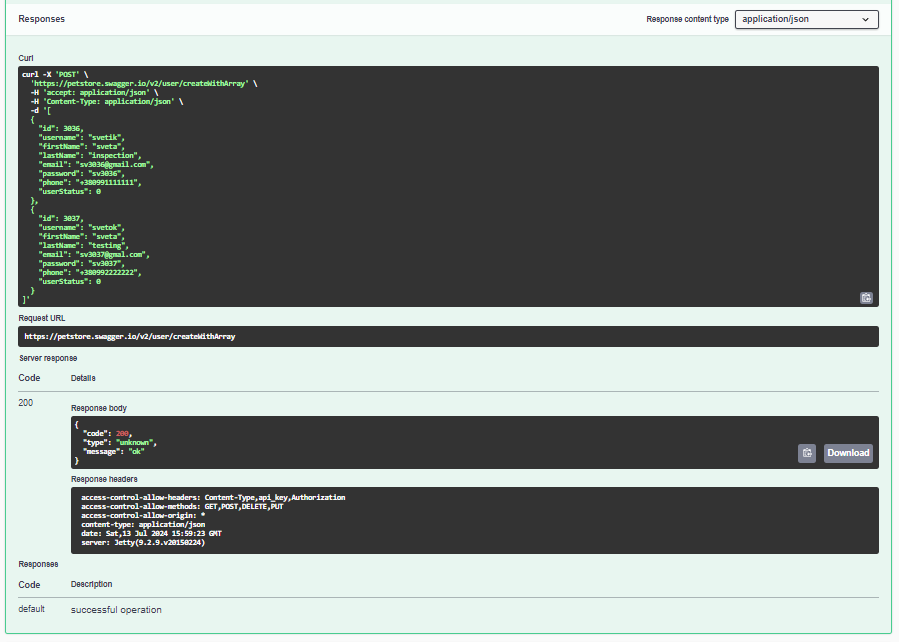 Responses
Response content type application/json
Curl
curl -X 'POST' \
'https://petstore.swagger.io/v2/user/createWithArray' \
-H 'accept: application/json' \
-H 'Content-Type: application/json' \
-d '[
{
"id": 3036,
"username": "svetik",
"firstName": "sveta",
"lastName": "inspection",
"email": "sv3036@gmail.com",
"password": "sv3036",
"phone": "+380991111111",
"userStatus": 0
},
{
"id": 3037,
"username": "svetok",
"firstName": "sveta",
"lastName": "testing",
"email": "sv3037@gmal.com",
"password": "sv3037",
"phone": "+380992222222",
"userStatus": 0
}
]'
Request URL
https://petstore.swagger.io/v2/user/createWithArray
Server response
Code Details
200
Response body
{
"code": 200,
"type": "unknown",
"message": "ok"
}
Download
Response headers
access-control-allow-headers: Content-Type,api_key,Authorization
access-control-allow-methods: GET,POST,DELETE,PUT
access-control-allow-origin: *
content-type: application/json
date: Sat,13 Jul 2024 15:59:23 GMT
server: Jetty(9.2.9.v20150224)
Responses
Code Description
default successful operation